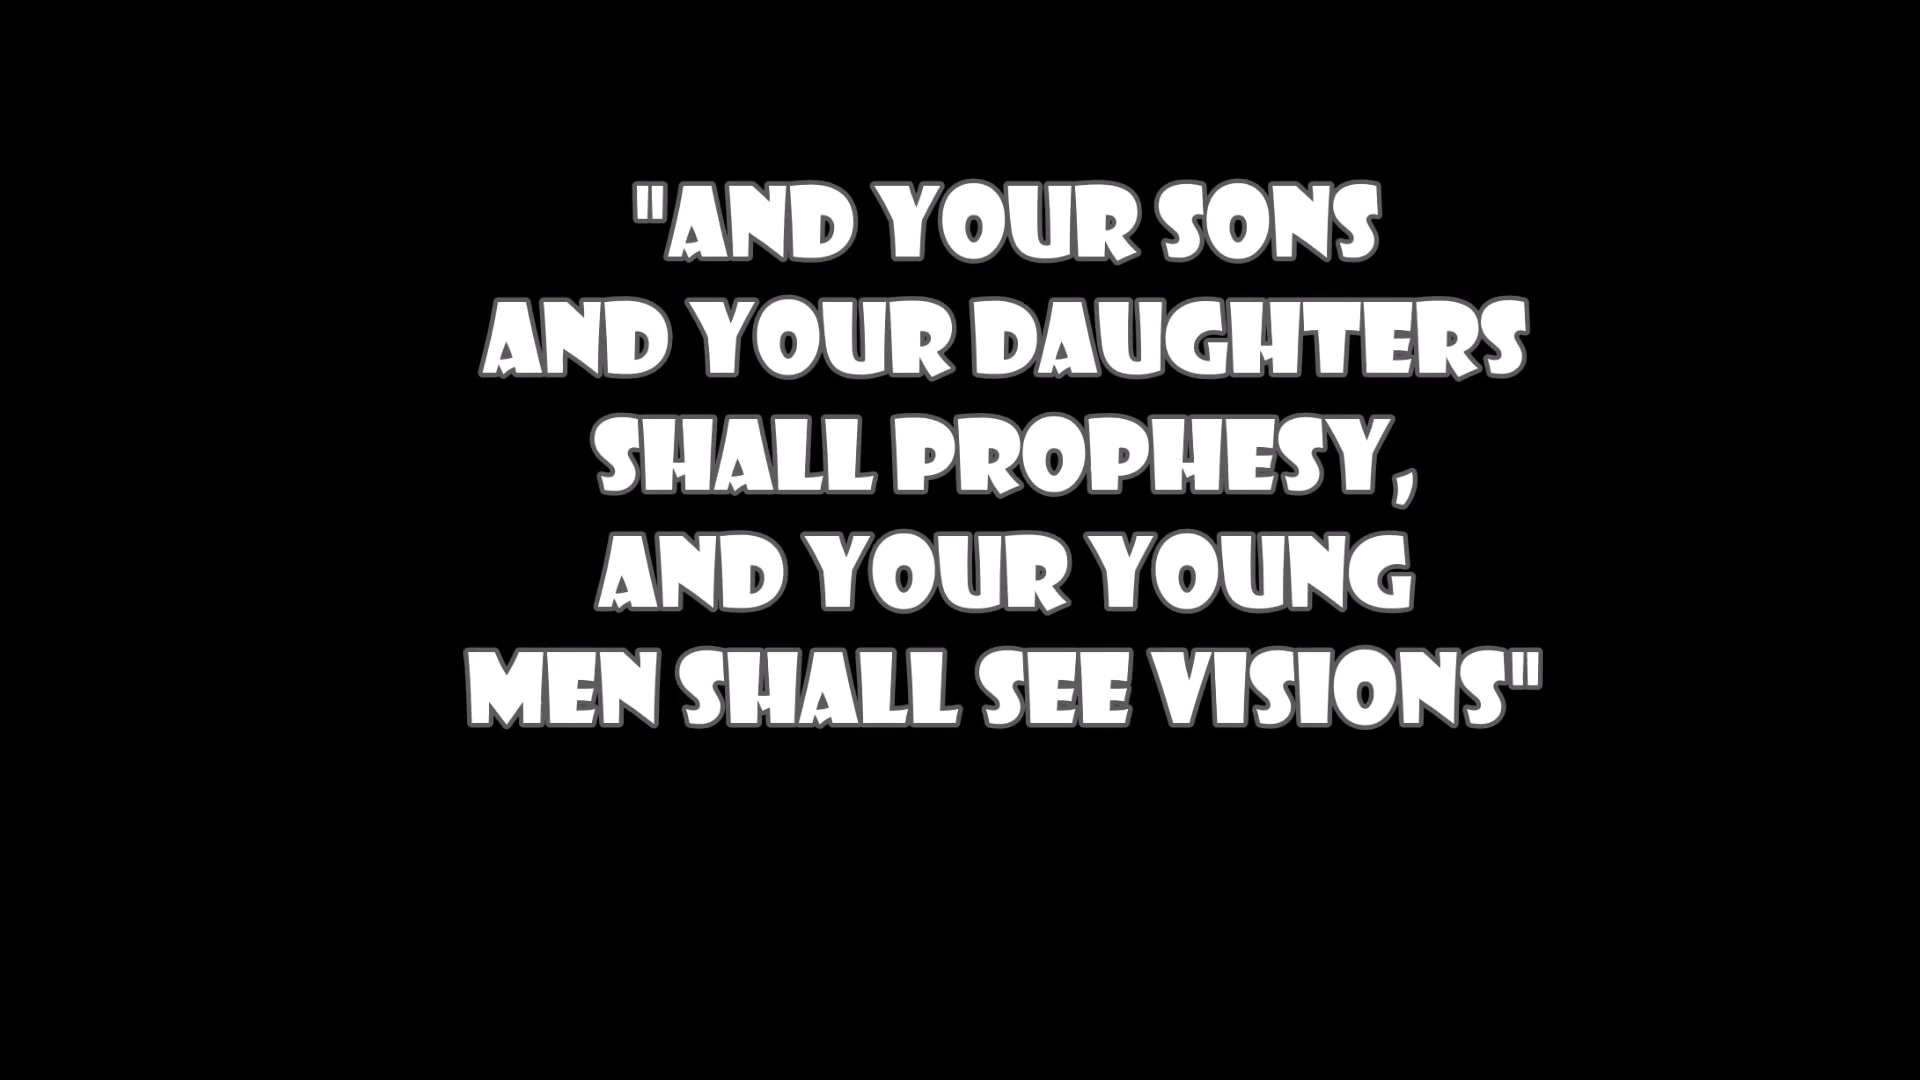 "AND YOUR SONS
AND YOUR DAUGHTERS
SHALL PROPHESY,
AND YOUR YOUNG
MEN SHALL SEE VISIONS"